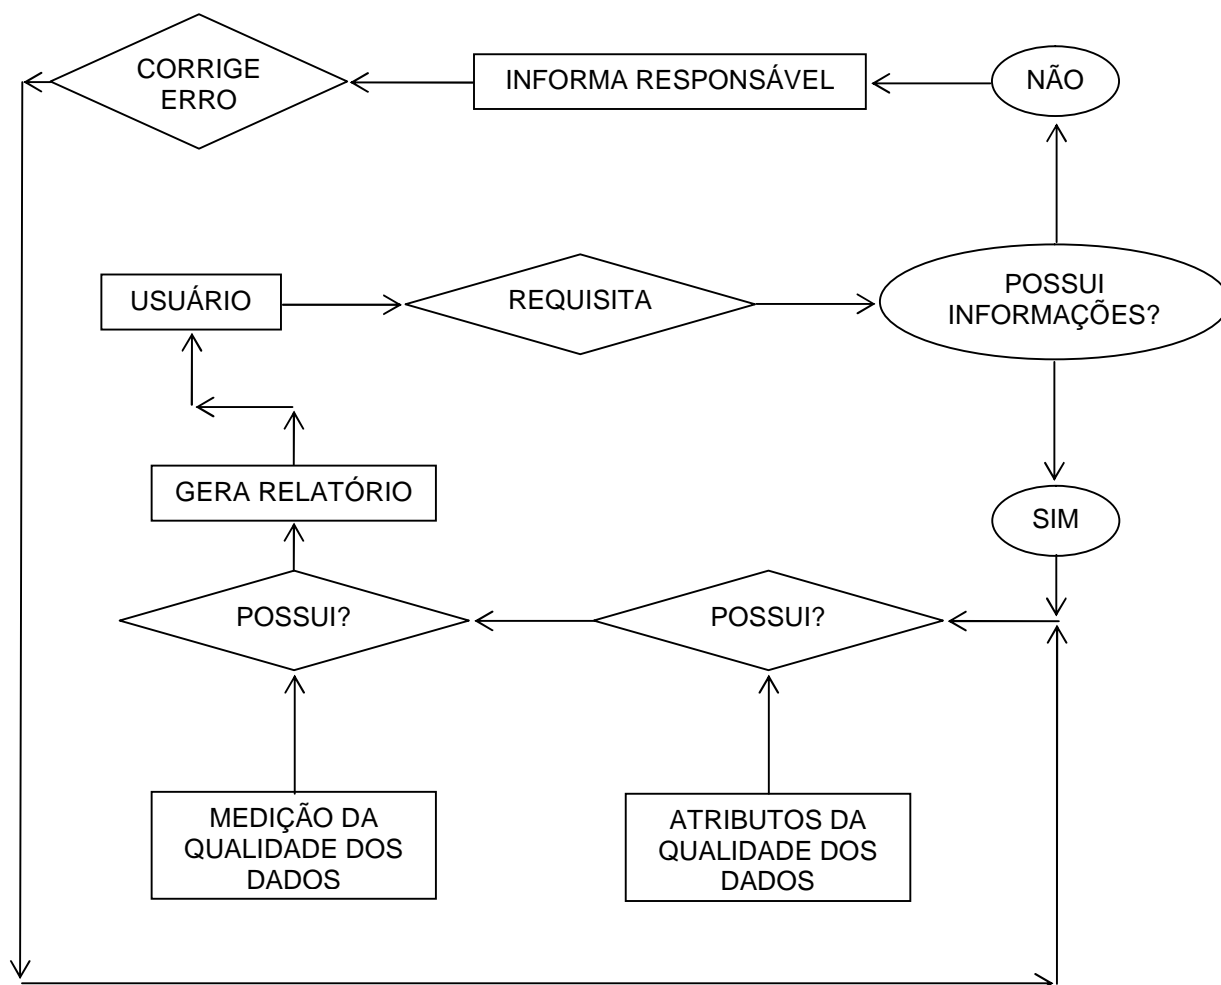 CORRIGE
ERRO
INFORMA RESPONSÁVEL
NÃO
USUÁRIO
REQUISITA
POSSUI
INFORMAÇÕES?
GERA RELATÓRIO
SIM
POSSUI?
POSSUI?
MEDIÇÃO DA
QUALIDADE DOS
DADOS
ATRIBUTOS DA
QUALIDADE DOS
DADOS